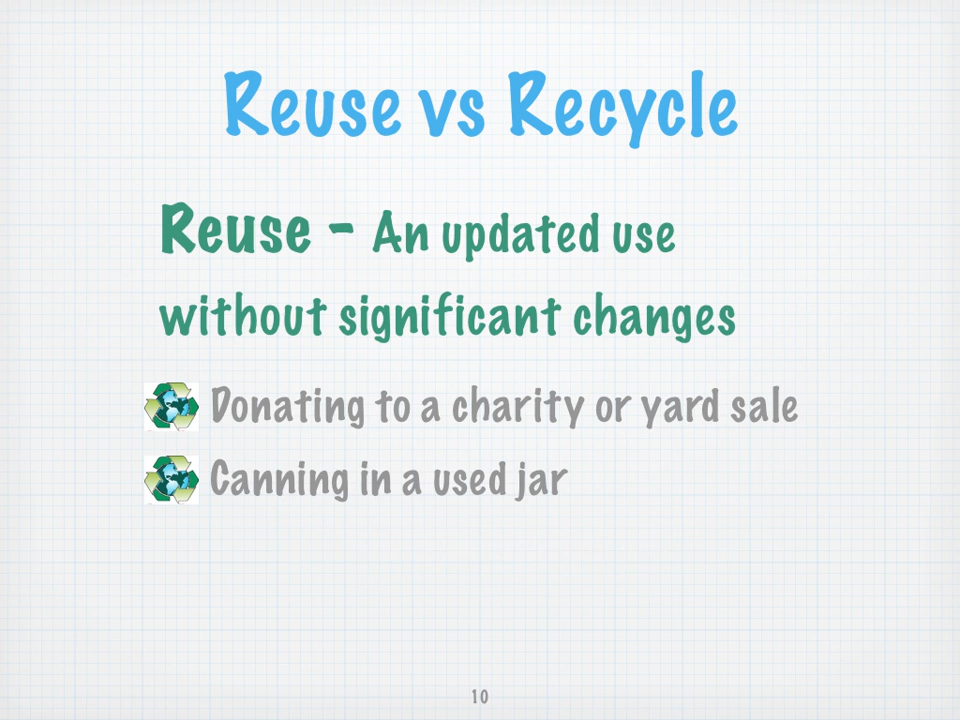 Reuse vs Recycle
Reuse - An updated use
without significant changes
Donating to a charity or yard sale
Canning in a used jar
10